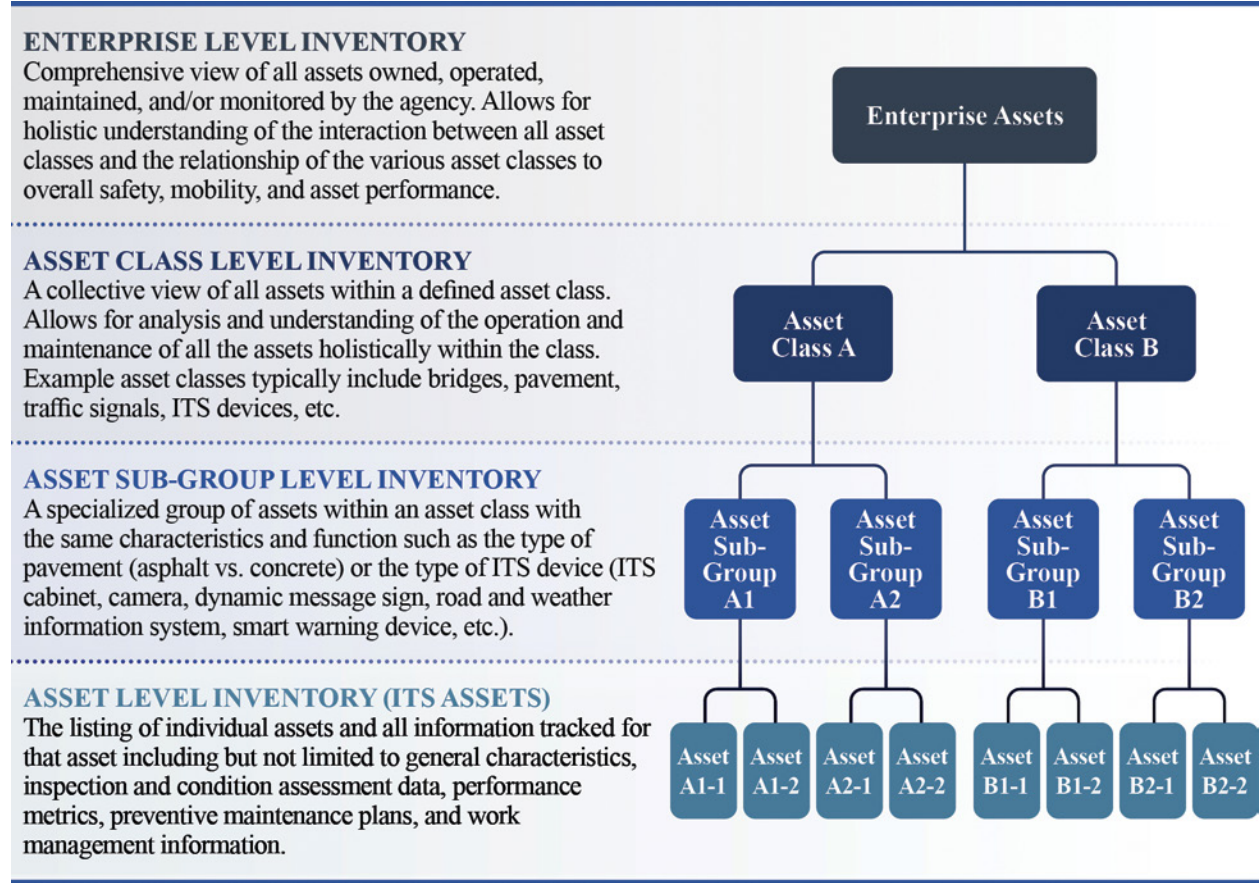 ENTERPRISE LEVEL INVENTORY
Comprehensive view of all assets owned, operated,
maintained, and/or monitored by the agency. Allows for
holistic understanding of the interaction between all asset
classes and the relationship of the various asset classes to
overall safety, mobility, and asset performance.
Enterprise Assets
ASSET CLASS LEVEL INVENTORY
A collective view of all assets within a defined asset class.
Allows for analysis and understanding of the operation and
maintenance of all the assets holistically within the class.
Example asset classes typically include bridges, pavement,
traffic signals, ITS devices, etc.
Asset
Class A
Asset
Class B
ASSET SUB-GROUP LEVEL INVENTORY
A specialized group of assets within an asset class with
the same characteristics and function such as the type of
pavement (asphalt vs. concrete) or the type of ITS device (ITS
cabinet, camera, dynamic message sign, road and weather
information system, smart warning device, etc.).
Asset
Sub-
Group
A1
Asset
Sub-
Group
A2
Asset
Sub-
Group
B1
Asset
Sub-
Group
B2
ASSET LEVEL INVENTORY (ITS ASSETS)
The listing of individual assets and all information tracked for
that asset including but not limited to general characteristics,
inspection and condition assessment data, performance
metrics, preventive maintenance plans, and work
management information.
Asset
A1-1
Asset
A1-2
Asset
A2-1
Asset
A2-2
Asset
B1-1
Asset
B1-2
Asset
B2-1
Asset
B2-2